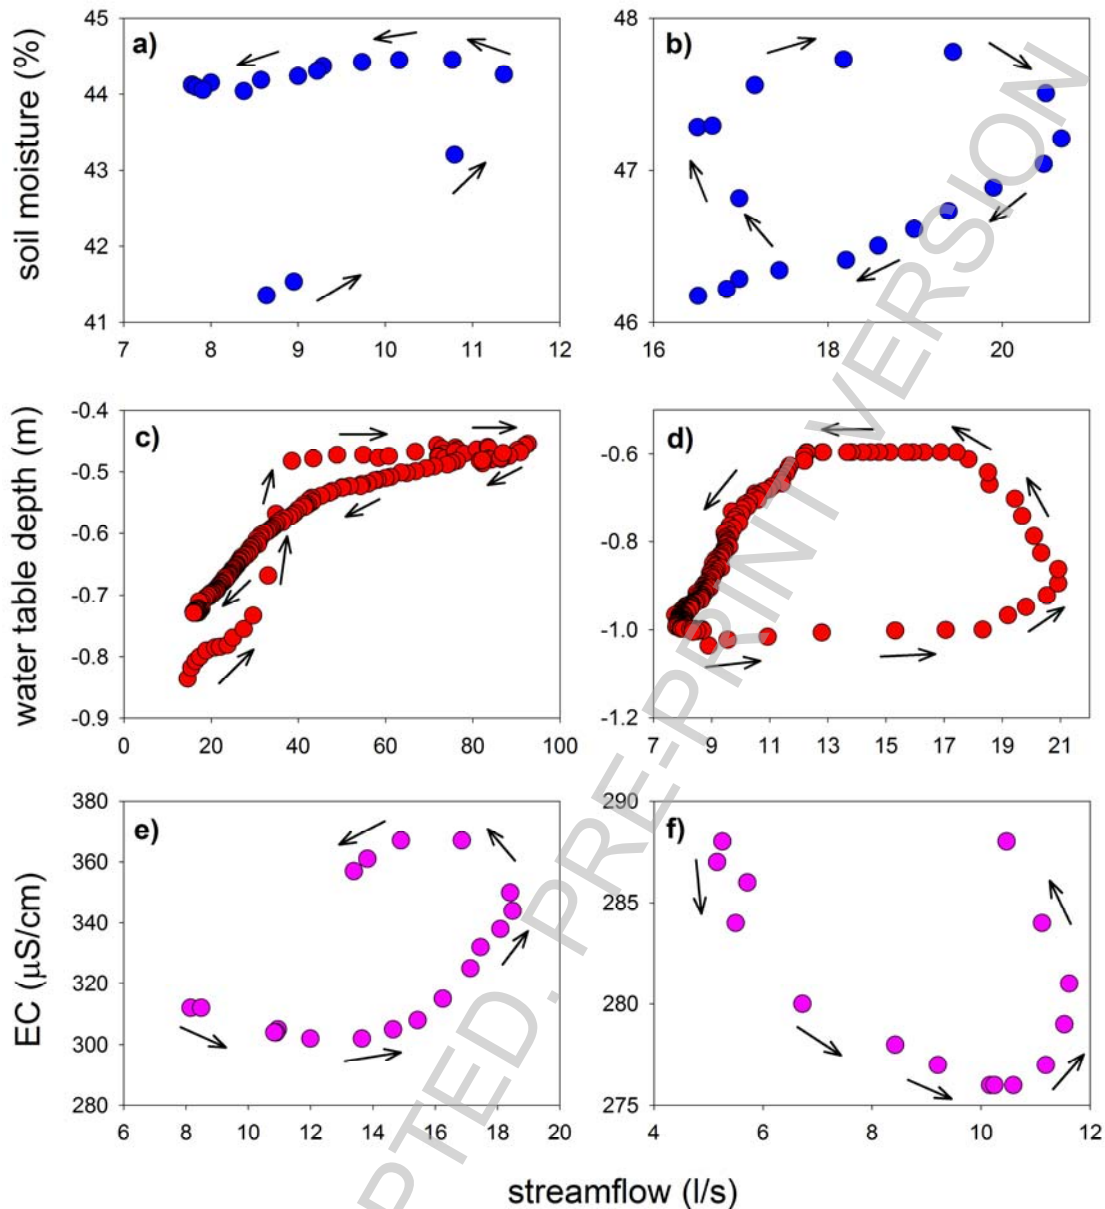 45
44
43
42
41
soil moisture (%)
a)
7 8 9 10 11 12
48
47
46
b)
16 18 20
-0.4
-0.5
-0.6
-0.7
-0.8
-0.9
water table depth (m)
c)
0 20 40 60 80 100
-0.6
-0.8
-1.0
-1.2
d)
7 9 11 13 15 17 19 21
380
360
340
320
300
280
EC (μS/cm)
e)
6 8 10 12 14 16 18 20
290
285
280
275
f)
4 6 8 10 12
streamflow (l/s)
PTED. PRE-PRINT VERSION